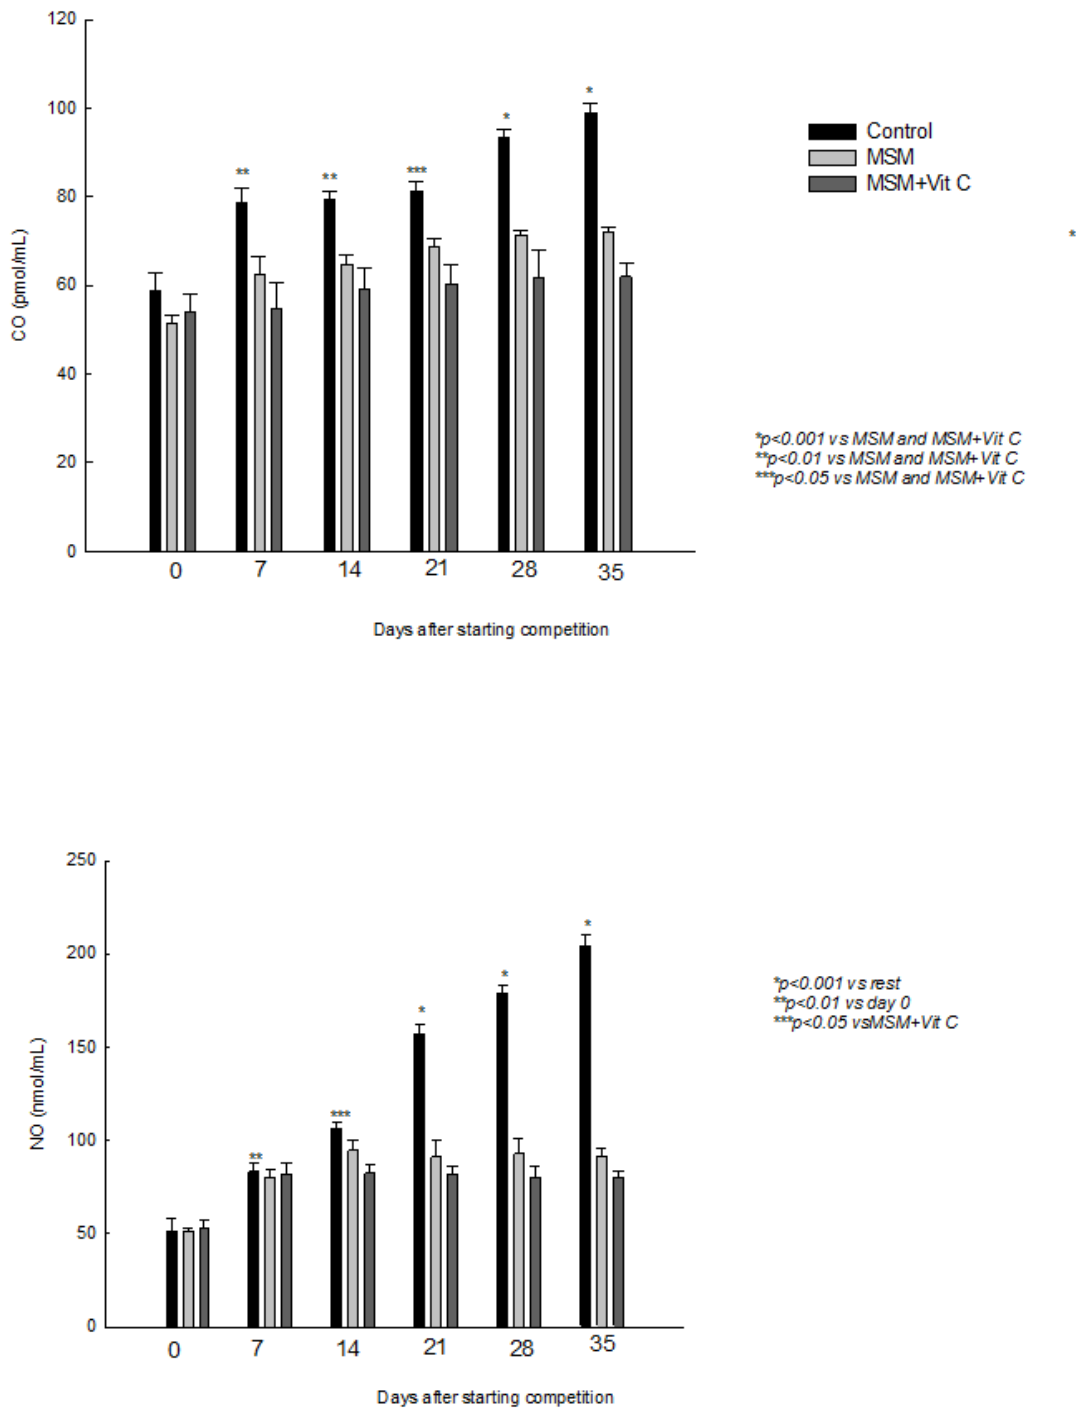 120
100
80
60
40
20
0
CO (pmol/mL)
**
**
***
*
*
0 7 14 21 28 35
Days after starting competition
Control
MSM
MSM+Vit C
*
*p<0.001 vs MSM and MSM+Vit C
**p<0.01 vs MSM and MSM+Vit C
***p<0.05 vs MSM and MSM+Vit C
250
200
150
100
50
0
NO (nmol/mL)
**
***
*
*
*
0 7 14 21 28 35
Days after starting competition
*p<0.001 vs rest
**p<0.01 vs day 0
***p<0.05 vsMSM+Vit C